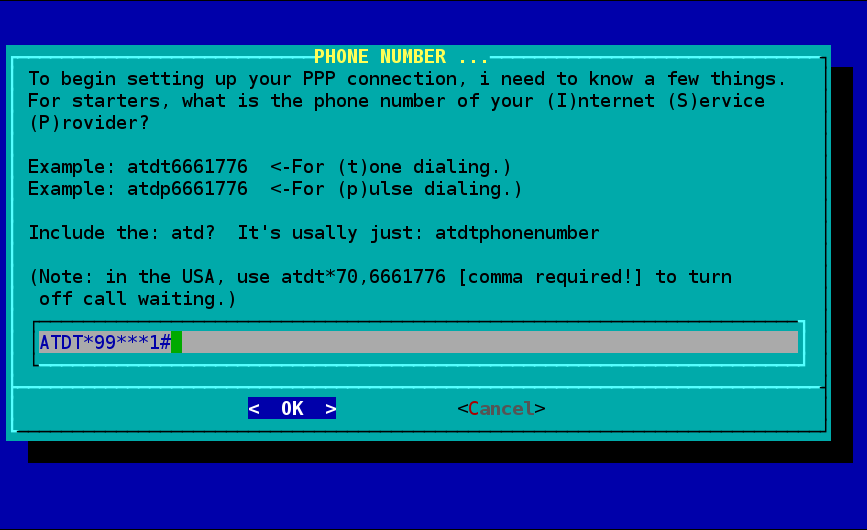 PHONE NUMBER ...
To begin setting up your PPP connection, i need to know a few things.
For starters, what is the phone number of your (I)nternet (S)ervice
(P)rovider?
Example: atdt6661776  <-For (t)one dialing.)
Example: atdp6661776  <-For (p)ulse dialing.)
Include the: atd?  It's usally just: atdtphonenumber
(Note: in the USA, use atdt*70,6661776 [comma required!] to turn
off call waiting.)
ATDT*99***1#
<  OK  > <Cancel>